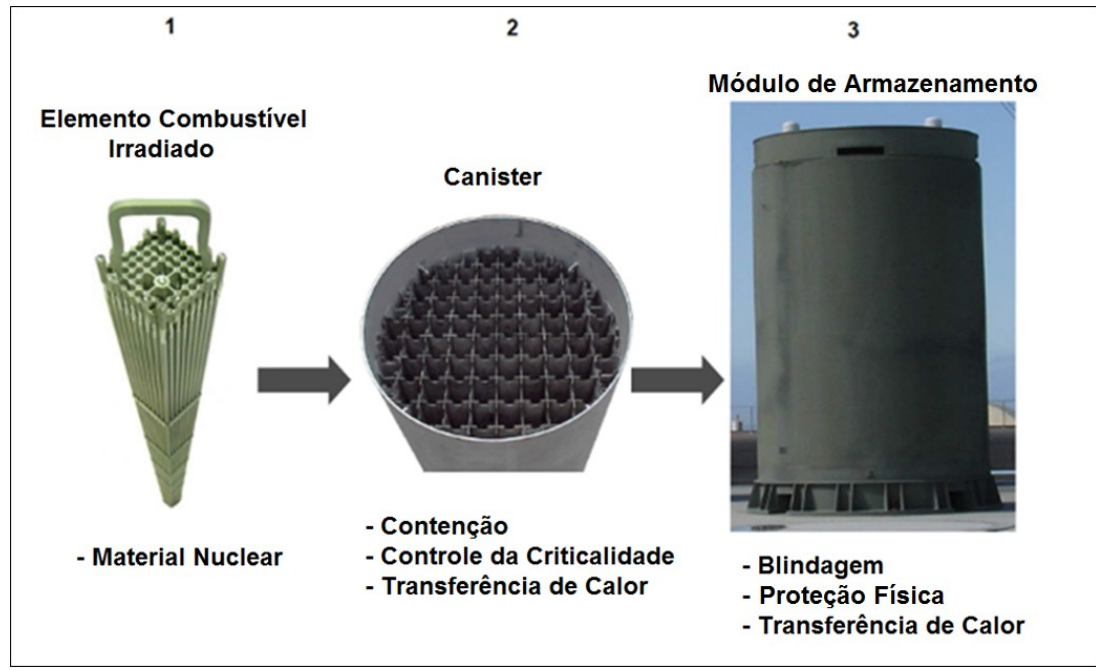 1
Elemento Combustível
Irradiado
- Material Nuclear
2
Canister
- Contenção
- Controle da Criticalidade
- Transferência de Calor
3
Módulo de Armazenamento
- Blindagem
- Proteção Física
- Transferência de Calor